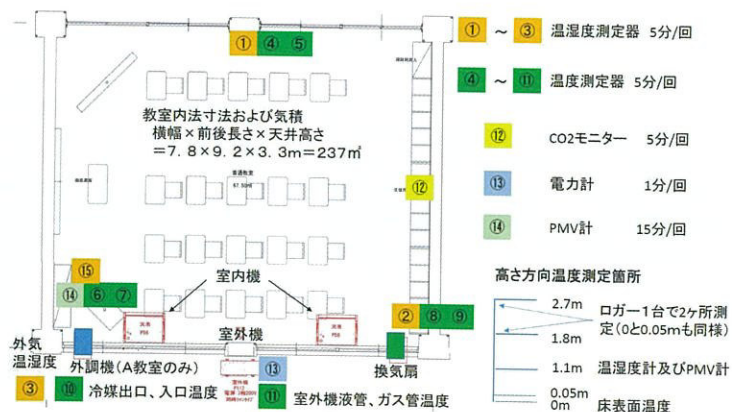 ① ～ ③ 温湿度測定器 5分/回
④ ～ ⑪ 温度測定器 5分/回
⑫ CO2モニター 5分/回
⑬ 電力計 1分/回
⑭ PMV計 15分/回
① ④ ⑤
教室内法寸法および気積
横幅×前後長さ×天井高さ
＝7.8×9.2×3.3m＝237㎥
普通教室
⑫
⑮
⑭ ⑥ ⑦
室内機
② ⑧ ⑨
室外機
外気
温湿度
外調機(A教室のみ)
換気扇
③ ⑩ 冷媒出口、入口温度
⑬
室外機
⑪ 室外機液管、ガス管温度
高さ方向温度測定箇所
2.7m
ロガー1台で2ヶ所測
定(0と0.05mも同様)
1.8m
1.1m 温湿度計及びPMV計
0.05m
0m 床表面温度